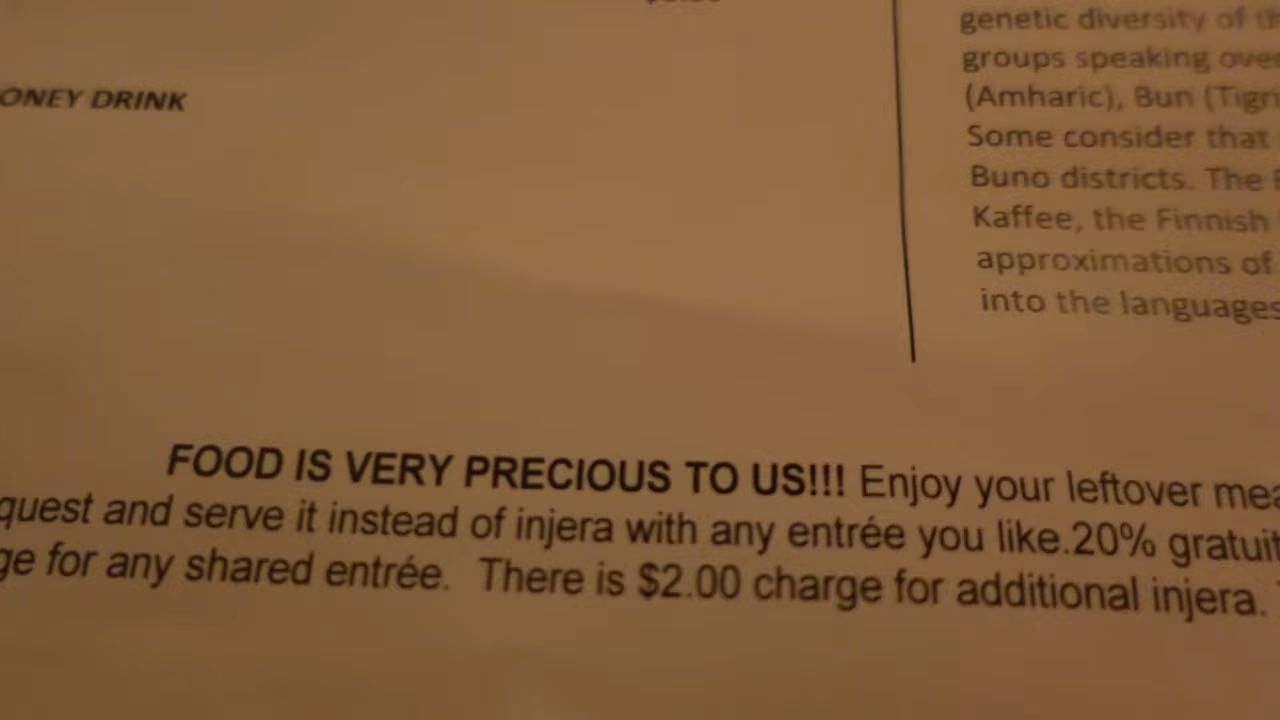 ONEY DRINK
genetic diversity of
groups speaking
(Amharic), Bun
Some consider that
Buno districts. The
Kaffee, the Finnish
approximations of
into the languages
FOOD IS VERY PRECIOUS TO US!!! Enjoy your leftover
quest and serve it instead of injera with any entrée you like.20% gratuit
ge for any shared entrée. There is $2.00 charge for additional injera.